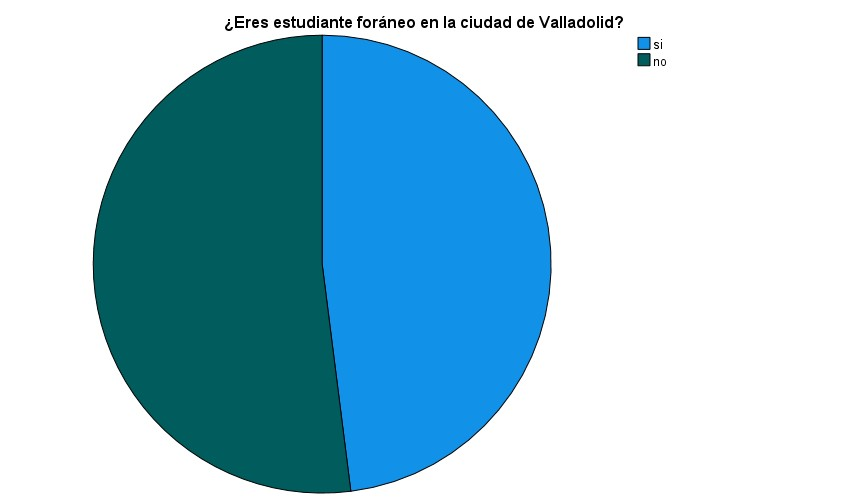 ¿Eres estudiante foráneo en la ciudad de Valladolid?
si
no